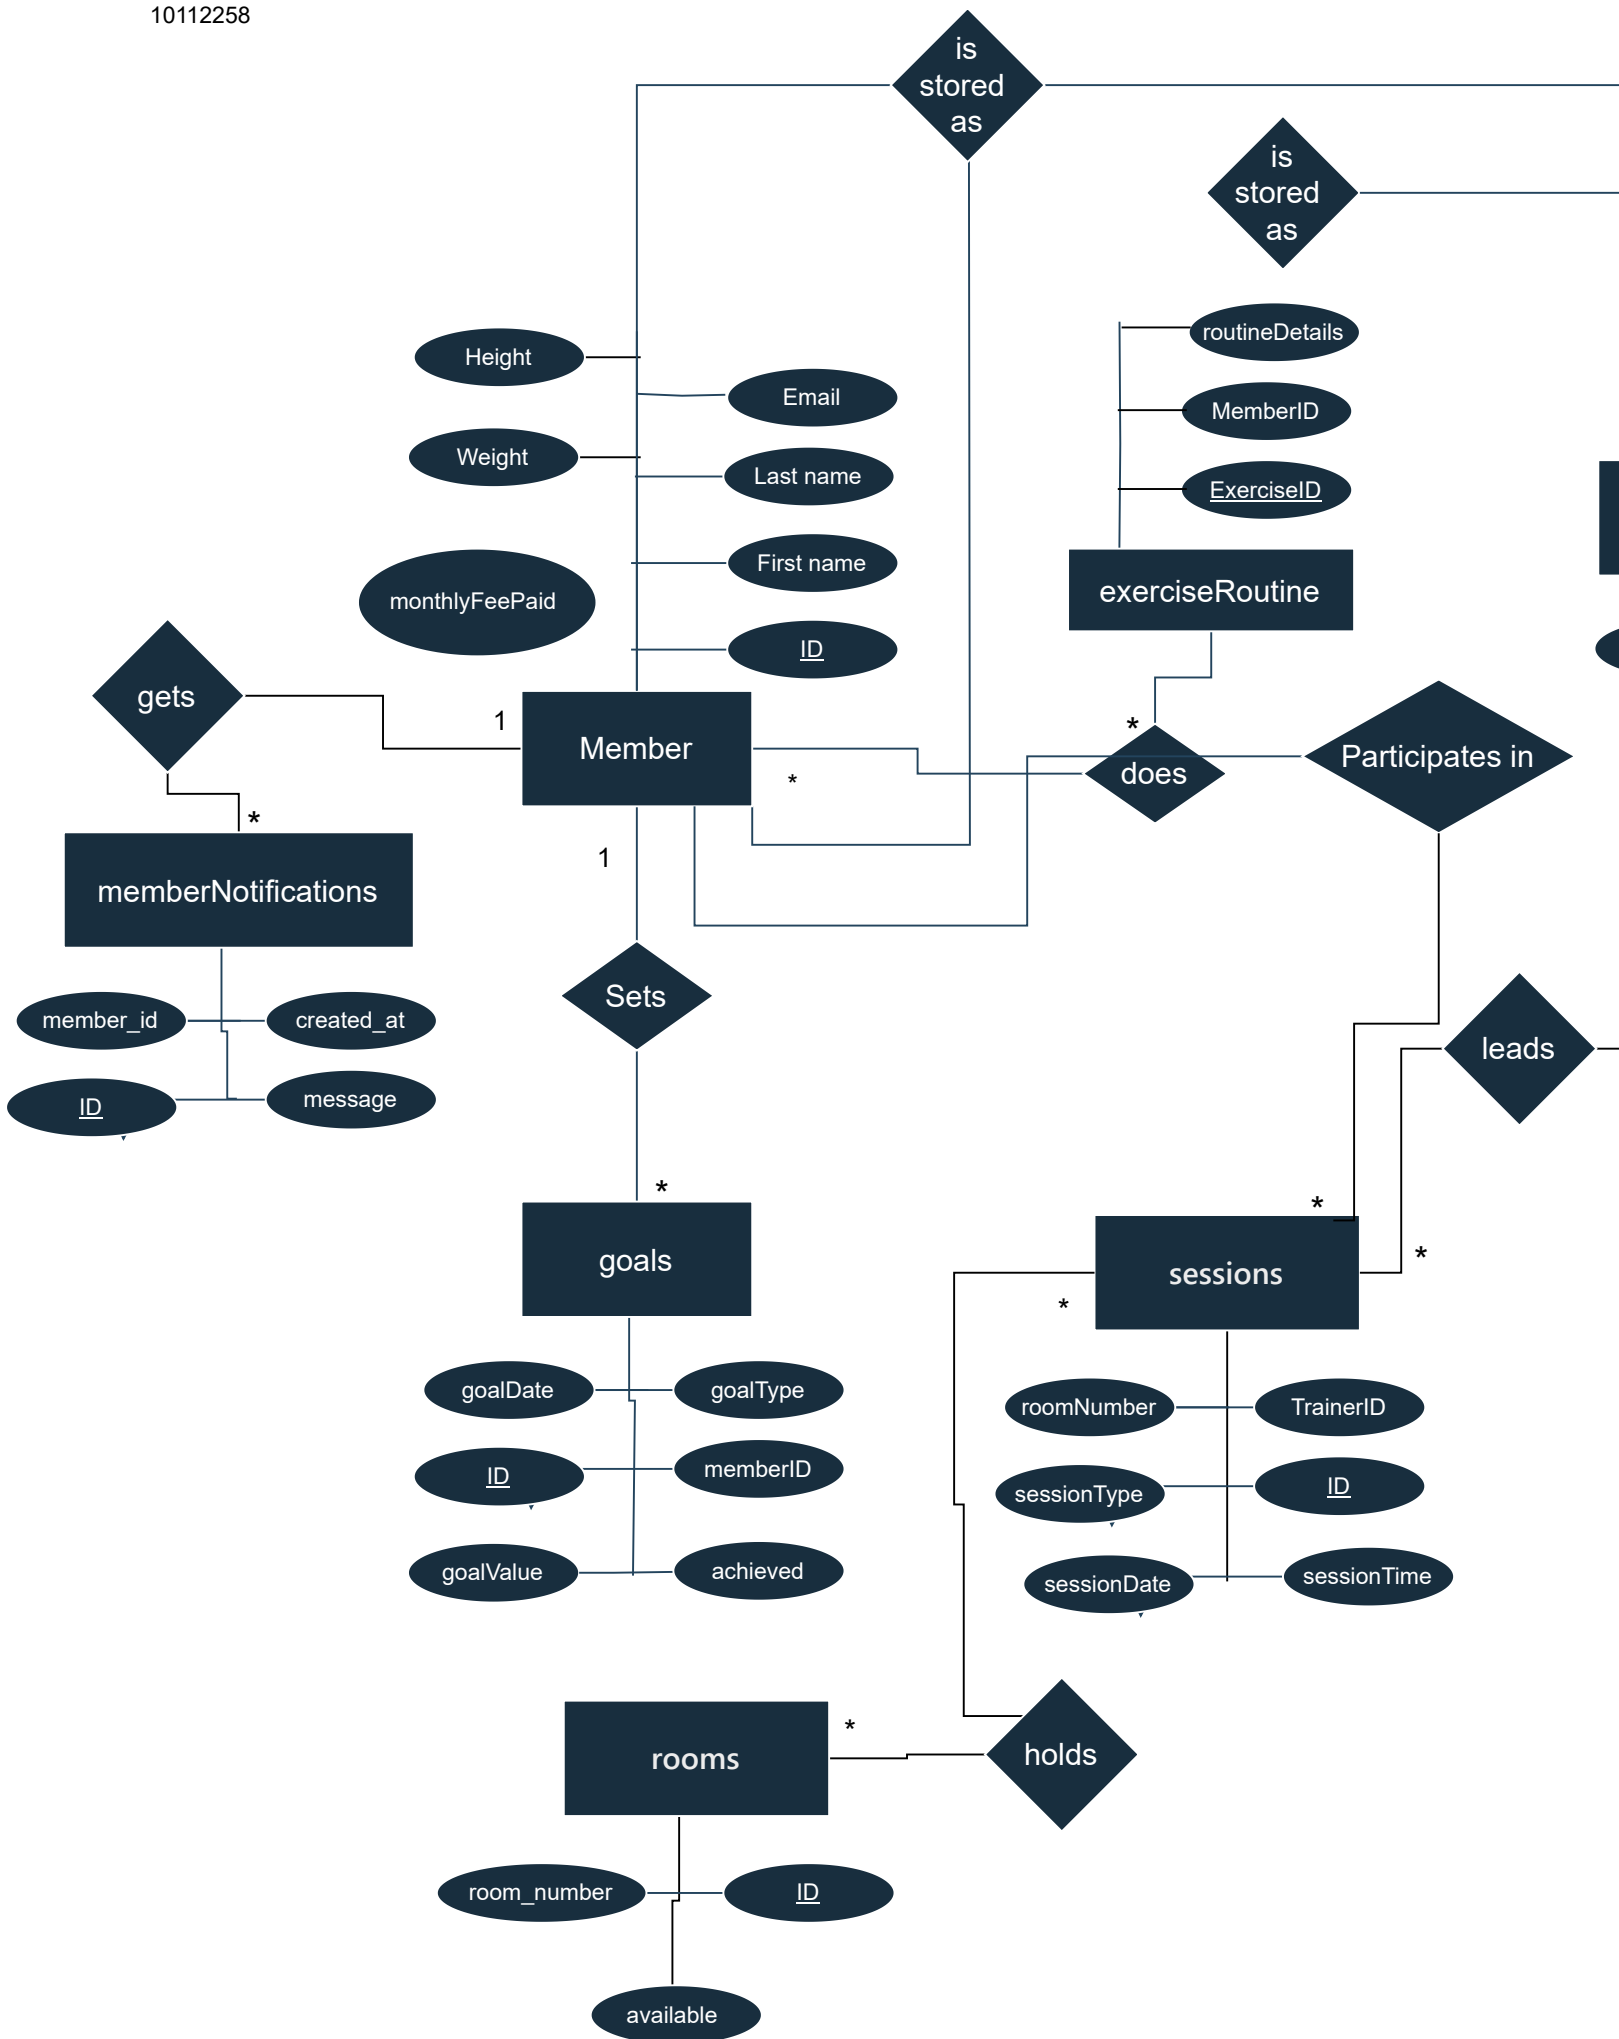 10112258
is
stored
as
is
stored
as
routineDetails
Height
Email
MemberID
Weight
Last name
ExerciseID
First name
exerciseRoutine
monthlyFeePaid
ID
gets
1
*
Member
*
does
Participates in
*
1
memberNotifications
Sets
member_id
created_at
leads
ID
message
*
*
goals
*
sessions
*
goalDate
goalType
roomNumber
TrainerID
ID
memberID
sessionType
ID
goalValue
achieved
sessionDate
sessionTime
*
rooms
holds
room_number
ID
available